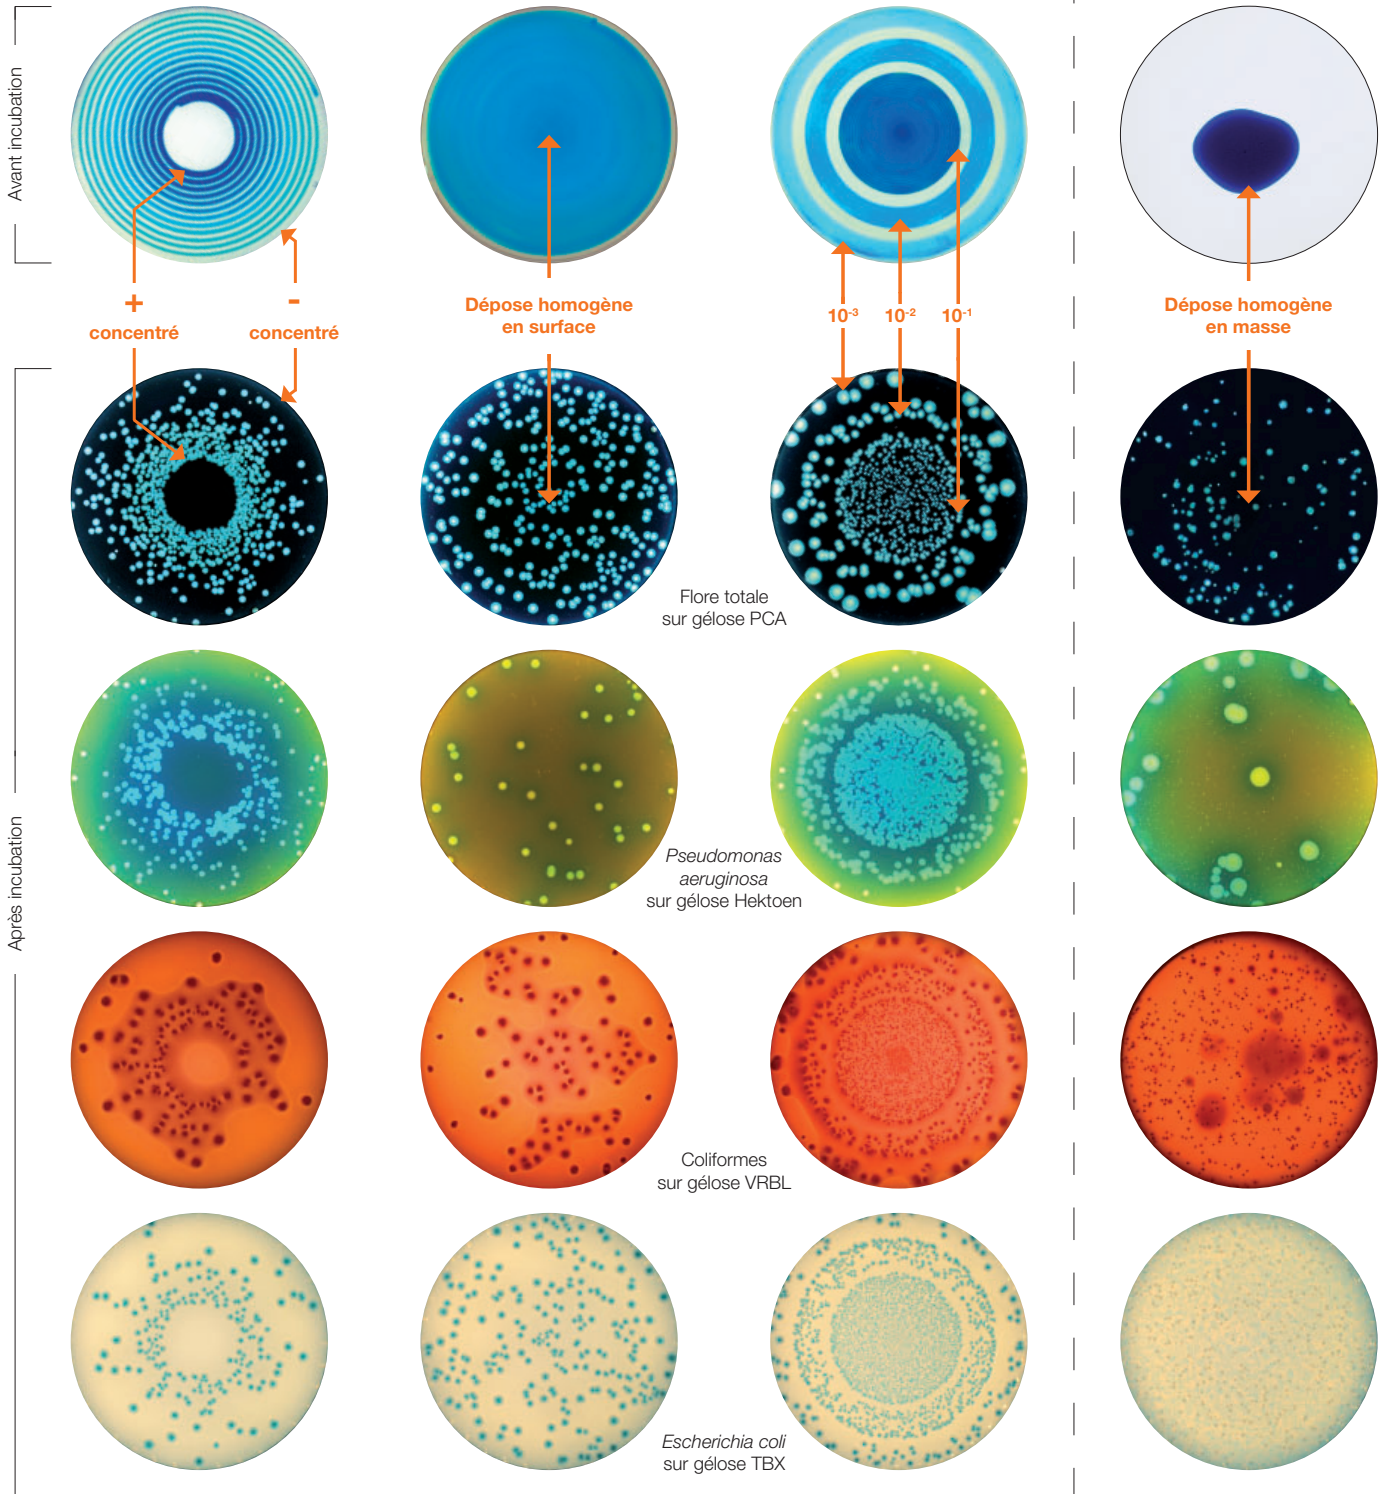 Avant incubation
+
concentré
-
concentré
Dépose homogène
en surface
10⁻³
10⁻²
10⁻¹
Dépose homogène
en masse
Après incubation
Flore totale
sur gélose PCA
Pseudomonas
aeruginosa
sur gélose Hektoen
Coliformes
sur gélose VRBL
Escherichia coli
sur gélose TBX